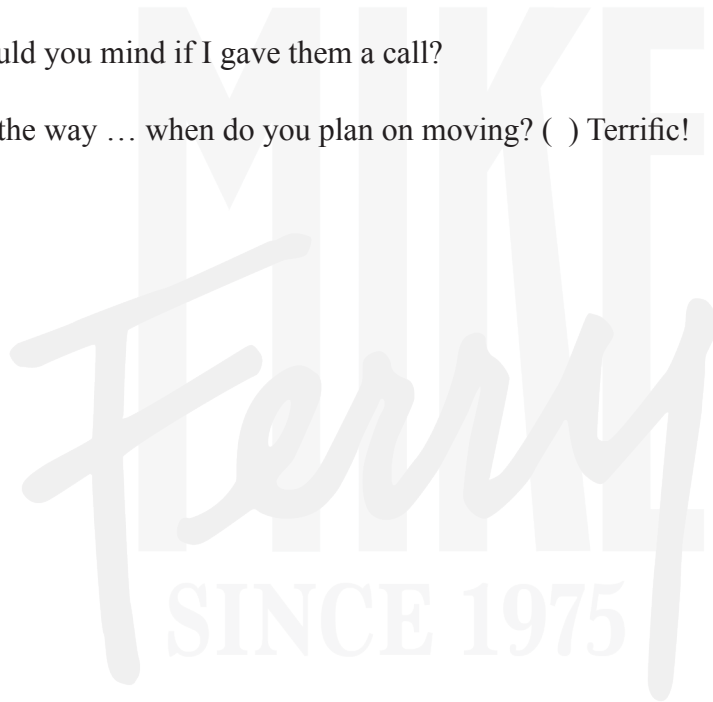 uld you mind if I gave them a call?
the way … when do you plan on moving? ( ) Terrific!
MIKE
Ferry
SINCE 1975